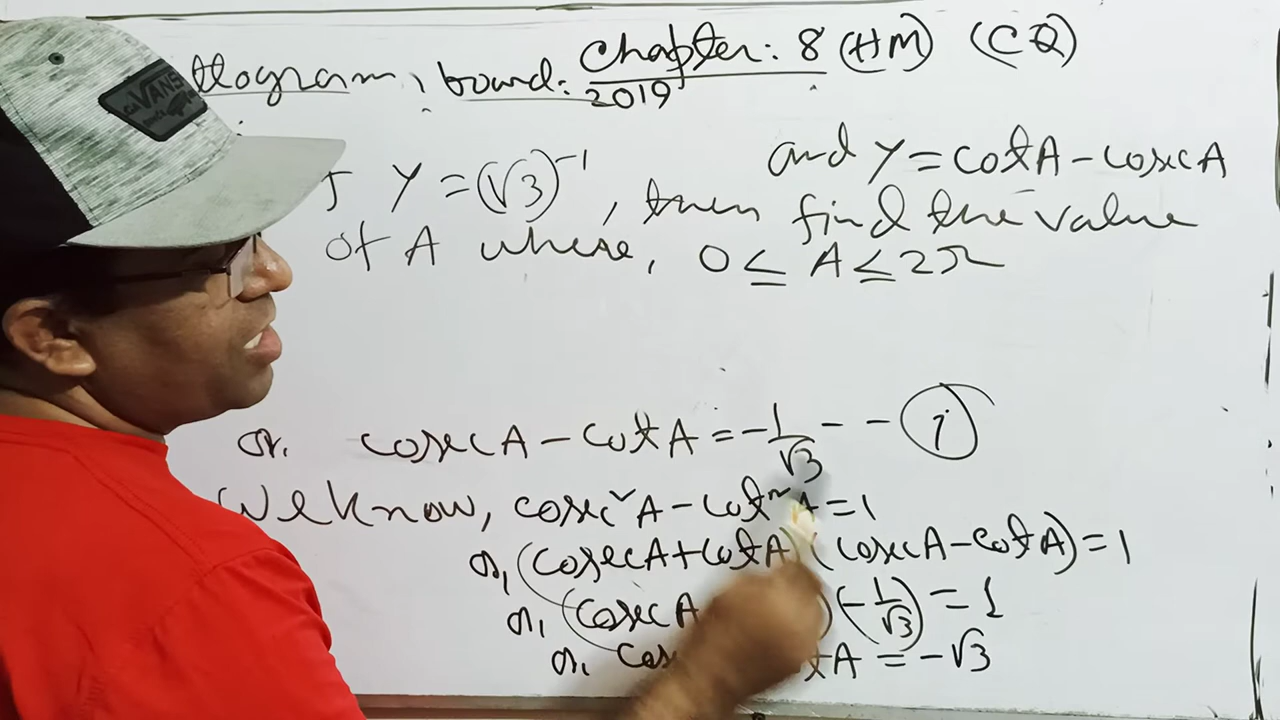 Chapter: 8 (HM) (CQ)
board: 2019
VANS
Y = (√3)⁻¹, and Y = cotA - cosecA
then find the value
of A where, 0 ≤ A ≤ 2π
or, cosecA - cotA = -1/√3 - - (i)
We know, cosec²A - cot²A = 1
or, (cosecA + cotA) (cosecA - cotA) = 1
or, (cosecA ) (-1/√3) = 1
or, A = -√3